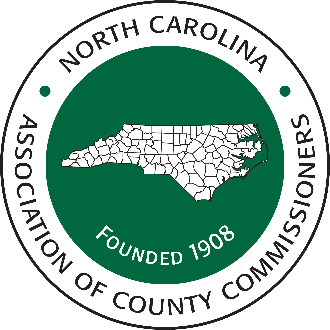 NORTH CAROLINA
ASSOCIATION OF COUNTY COMMISSIONERS
FOUNDED 1908